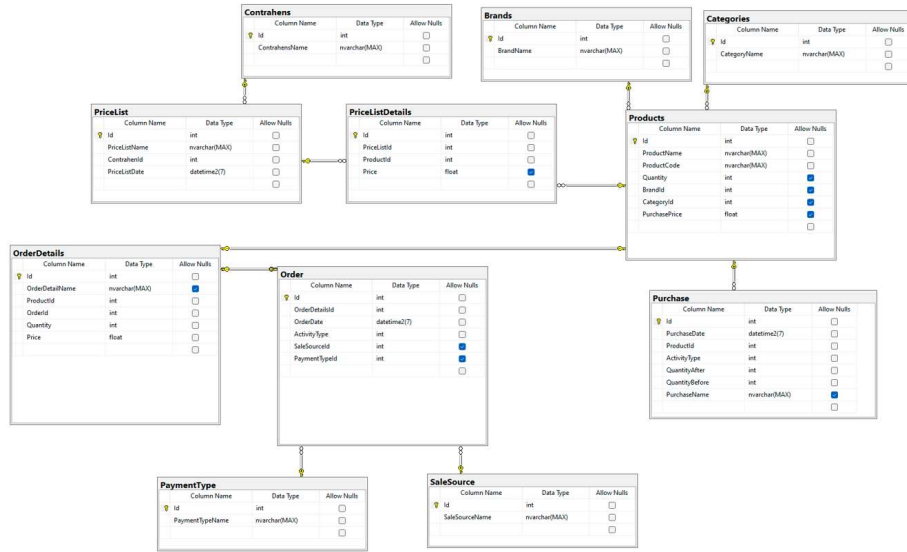 Contrahens
Column Name Data Type Allow Nulls
Id int
ContrahensName nvarchar(MAX)
Brands
Column Name Data Type Allow Nulls
Id int
BrandName nvarchar(MAX)
Categories
Column Name Data Type Allow Nulls
Id int
CategoryName nvarchar(MAX)
PriceList
Column Name Data Type Allow Nulls
Id int
PriceListName nvarchar(MAX)
ContrahenId int
PriceListDate datetime2(7)
PriceListDetails
Column Name Data Type Allow Nulls
Id int
PriceListId int
ProductId int
Price float
Products
Column Name Data Type Allow Nulls
Id int
ProductName nvarchar(MAX)
ProductCode nvarchar(MAX)
Quantity int
BrandId int
CategoryId int
PurchasePrice float
OrderDetails
Column Name Data Type Allow Nulls
Id int
OrderDetailName nvarchar(MAX)
ProductId int
OrderId int
Quantity int
Price float
Order
Column Name Data Type Allow Nulls
Id int
OrderDetailsId int
OrderDate datetime2(7)
ActivityType int
SaleSourceId int
PaymentTypeId int
Purchase
Column Name Data Type Allow Nulls
Id int
PurchaseDate datetime2(7)
ProductId int
ActivityType int
QuantityAfter int
QuantityBefore int
PurchaseName nvarchar(MAX)
PaymentType
Column Name Data Type Allow Nulls
Id int
PaymentTypeName nvarchar(MAX)
SaleSource
Column Name Data Type Allow Nulls
Id int
SaleSourceName nvarchar(MAX)